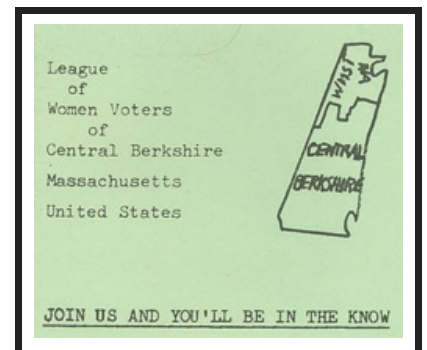 League
of
Women Voters
of
Central Berkshire
Massachusetts
United States
NA
CENTRAL
BERKSHIRE
JOIN US AND YOU'LL BE IN THE KNOW